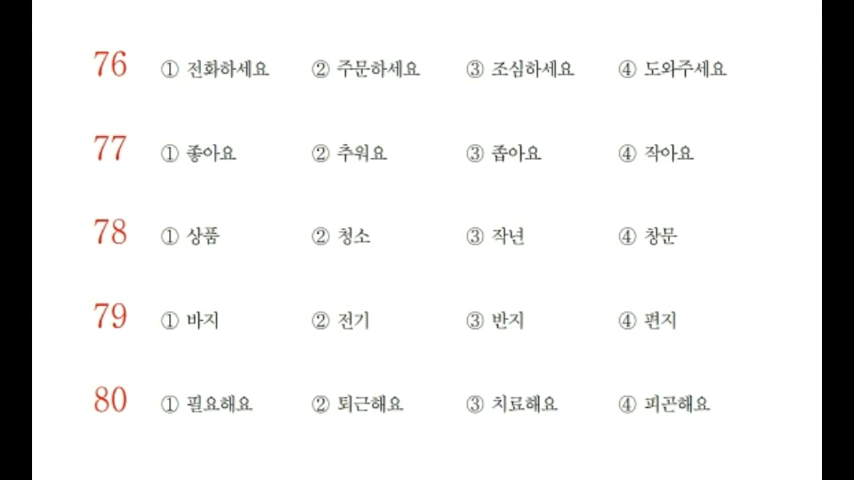 76 ① 전화하세요 ② 주문하세요 ③ 조심하세요 ④ 도와주세요
77 ① 좋아요 ② 추워요 ③ 좁아요 ④ 작아요
78 ① 상품 ② 청소 ③ 작년 ④ 창문
79 ① 바지 ② 전기 ③ 반지 ④ 편지
80 ① 필요해요 ② 퇴근해요 ③ 치료해요 ④ 피곤해요